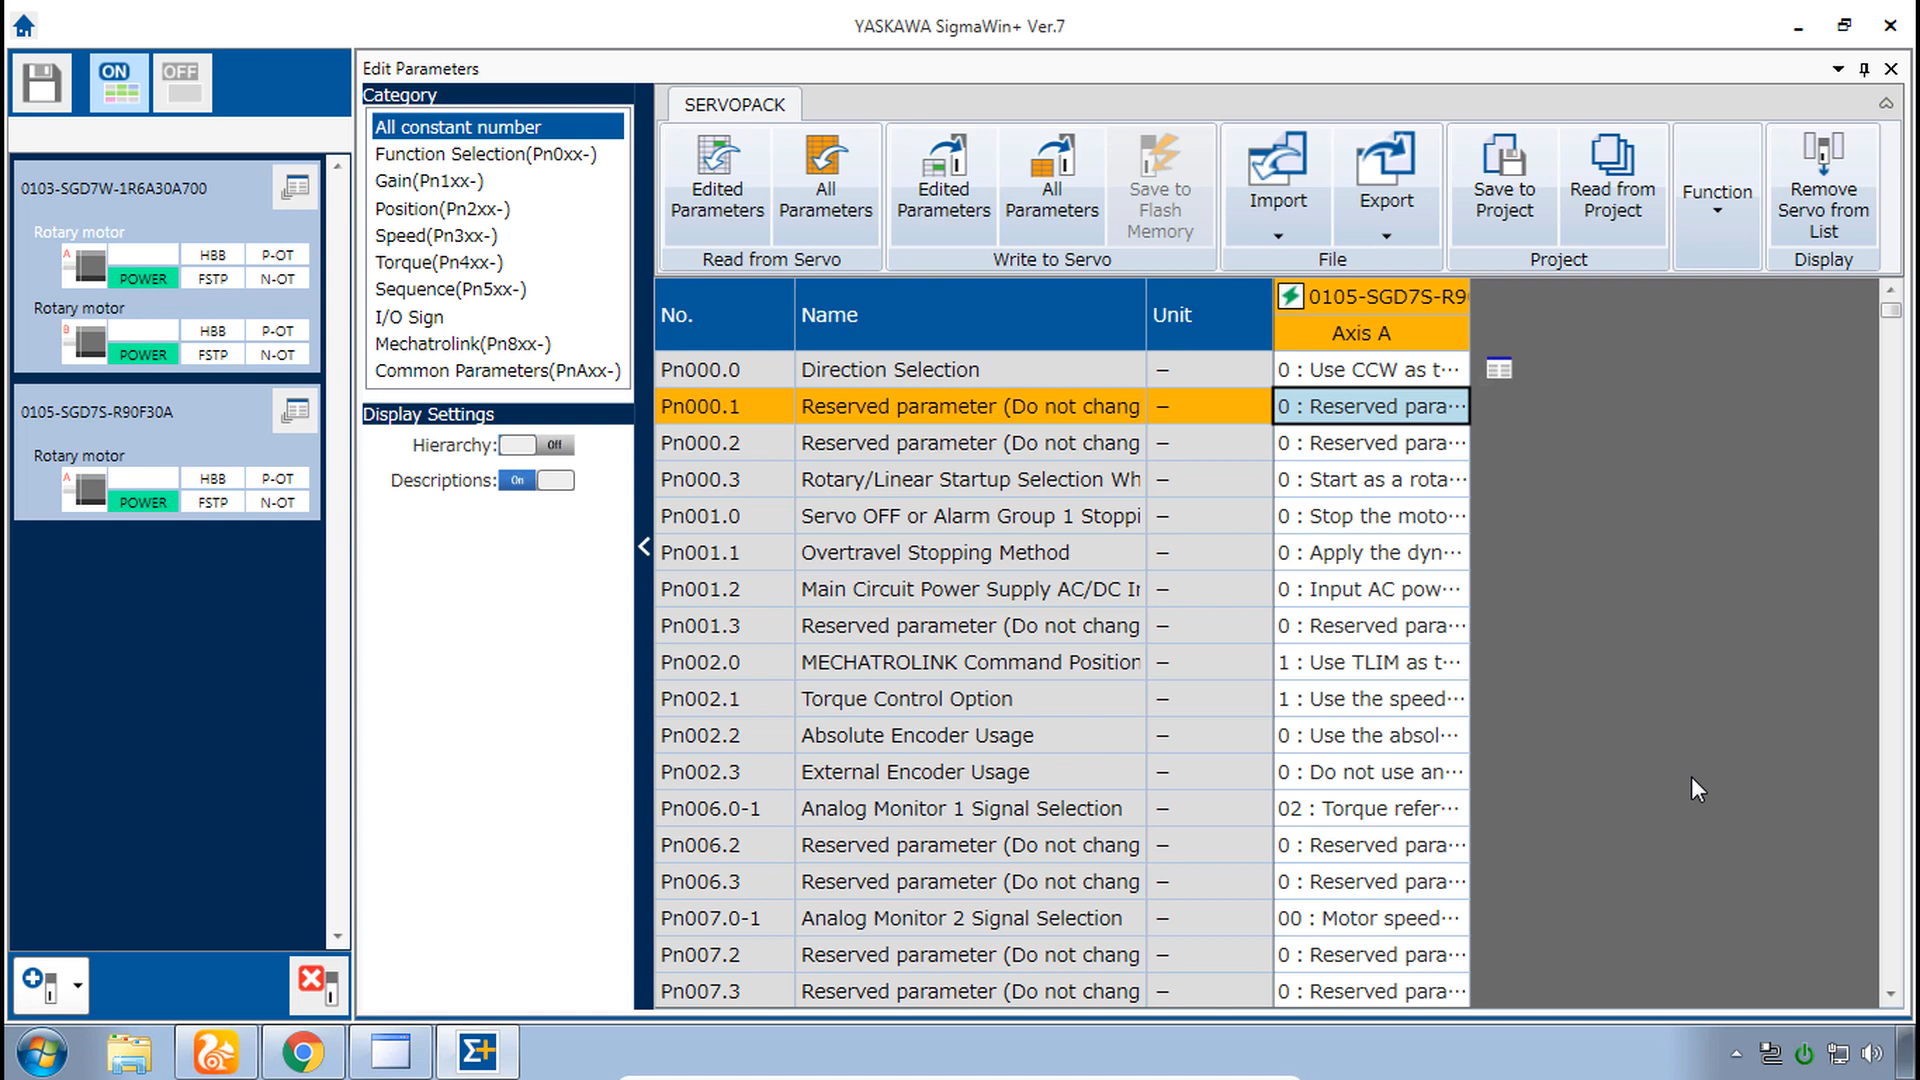 YASKAWA SigmaWin+ Ver.7
ON
OFF
0103-SGD7W-1R6A30A700
Rotary motor
A
HBB P-OT
POWER FSTP N-OT
Rotary motor
B
HBB P-OT
POWER FSTP N-OT
0105-SGD7S-R90F30A
Rotary motor
A
HBB P-OT
POWER FSTP N-OT
Edit Parameters
Category
All constant number
Function Selection(Pn0xx-)
Gain(Pn1xx-)
Position(Pn2xx-)
Speed(Pn3xx-)
Torque(Pn4xx-)
Sequence(Pn5xx-)
I/O Sign
Mechatrolink(Pn8xx-)
Common Parameters(PnAxx-)
Display Settings
Hierarchy: Off
Descriptions: On
SERVOPACK
Edited Parameters
All Parameters
Read from Servo
Edited Parameters
All Parameters
Save to Flash Memory
Write to Servo
Import
Export
File
Save to Project
Read from Project
Project
Function
Remove Servo from List
Display
No. Name Unit 0105-SGD7S-R9
Axis A
Pn000.0 Direction Selection – 0 : Use CCW as t···
Pn000.1 Reserved parameter (Do not chang – 0 : Reserved para···
Pn000.2 Reserved parameter (Do not chang – 0 : Reserved para···
Pn000.3 Rotary/Linear Startup Selection Wh – 0 : Start as a rota···
Pn001.0 Servo OFF or Alarm Group 1 Stoppi – 0 : Stop the moto···
Pn001.1 Overtravel Stopping Method – 0 : Apply the dyn···
Pn001.2 Main Circuit Power Supply AC/DC Ir – 0 : Input AC pow···
Pn001.3 Reserved parameter (Do not chang – 0 : Reserved para···
Pn002.0 MECHATROLINK Command Position – 1 : Use TLIM as t···
Pn002.1 Torque Control Option – 1 : Use the speed···
Pn002.2 Absolute Encoder Usage – 0 : Use the absol···
Pn002.3 External Encoder Usage – 0 : Do not use an···
Pn006.0-1 Analog Monitor 1 Signal Selection – 02 : Torque refer···
Pn006.2 Reserved parameter (Do not chang – 0 : Reserved para···
Pn006.3 Reserved parameter (Do not chang – 0 : Reserved para···
Pn007.0-1 Analog Monitor 2 Signal Selection – 00 : Motor speed···
Pn007.2 Reserved parameter (Do not chang – 0 : Reserved para···
Pn007.3 Reserved parameter (Do not chang – 0 : Reserved para···
Σ+